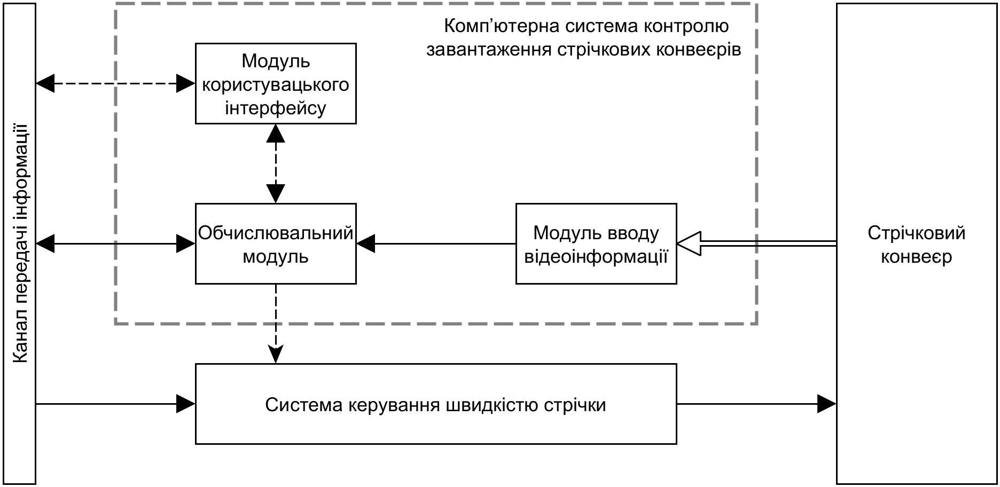 Комп’ютерна система контролю
завантаження стрічкових конвеєрів
Модуль
користувацького
інтерфейсу
Канал передачі інформації
Обчислювальний
модуль
Модуль вводу
відеоінформації
Стрічковий
конвеєр
Система керування швидкістю стрічки